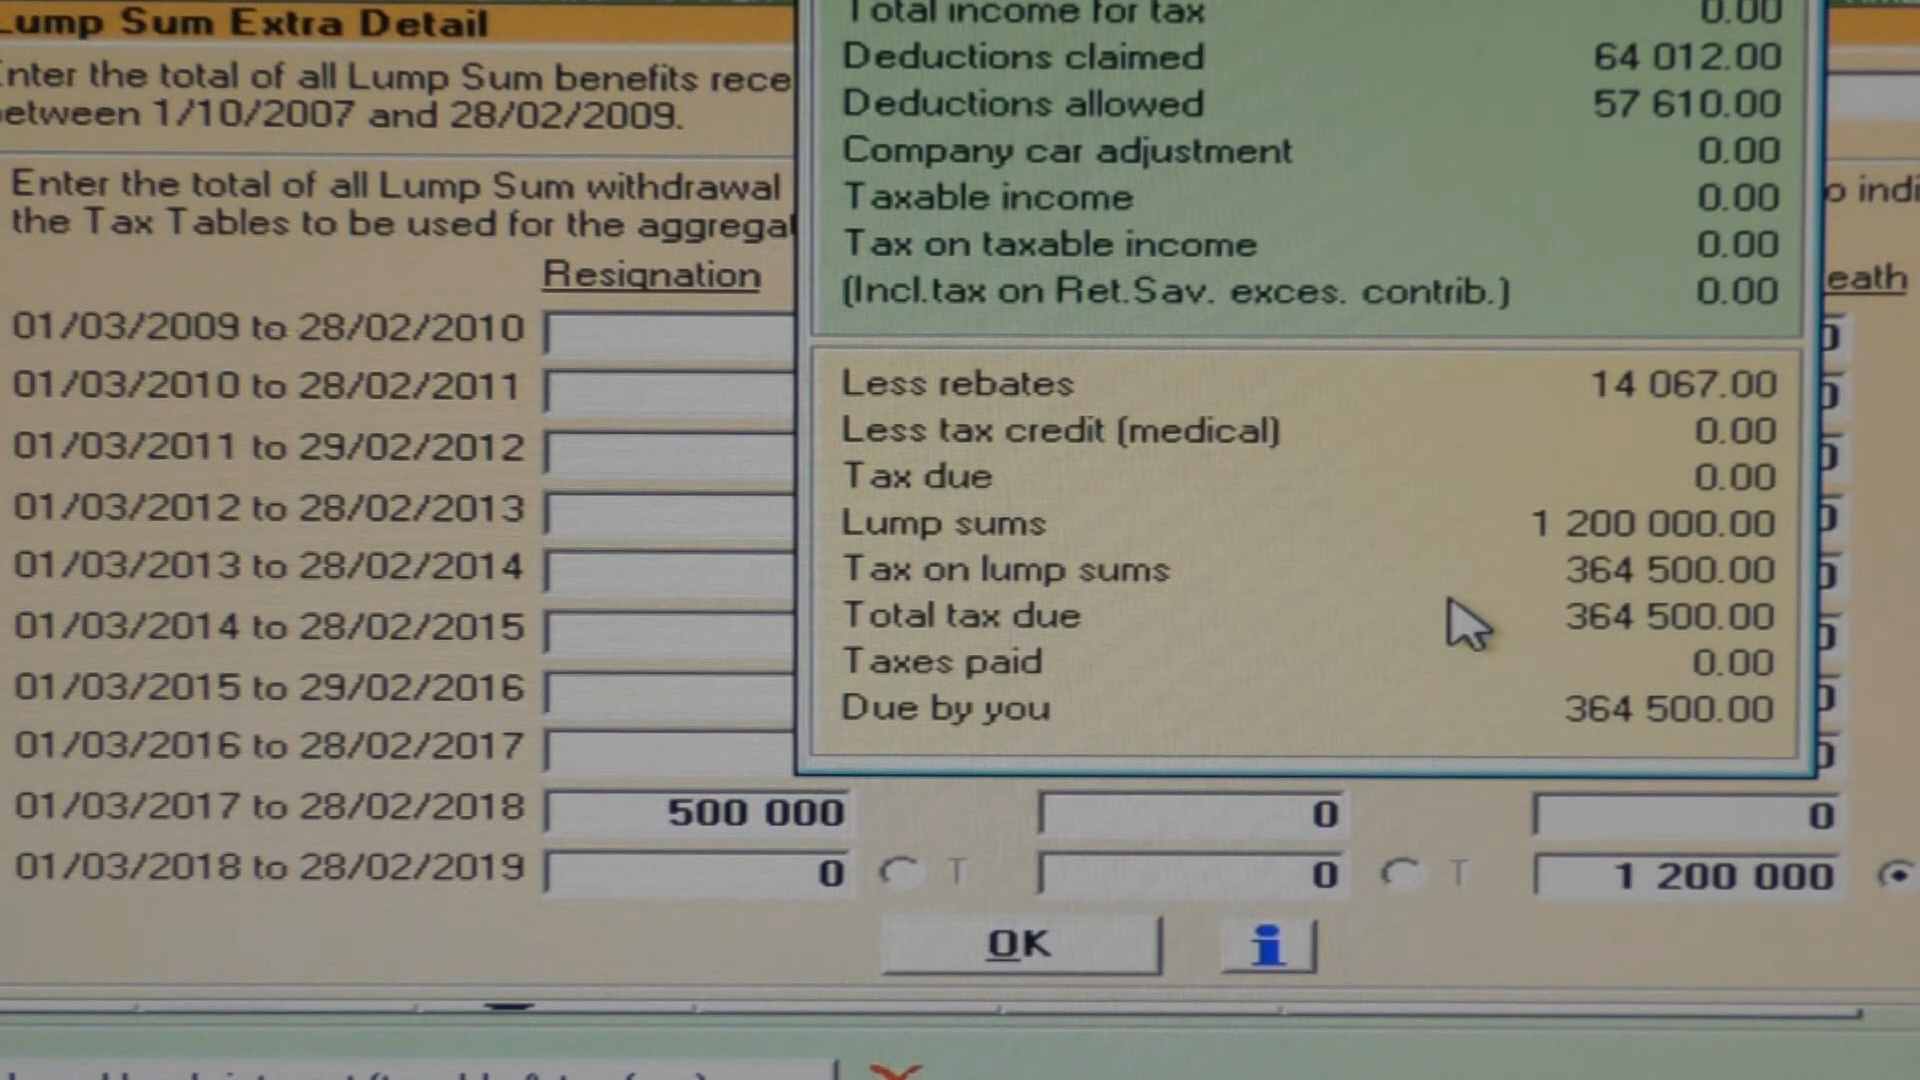 Lump Sum Extra Detail
Enter the total of all Lump Sum benefits rece
between 1/10/2007 and 28/02/2009.
Enter the total of all Lump Sum withdrawal
the Tax Tables to be used for the aggregat
Resignation
01/03/2009 to 28/02/2010
01/03/2010 to 28/02/2011
01/03/2011 to 29/02/2012
01/03/2012 to 28/02/2013
01/03/2013 to 28/02/2014
01/03/2014 to 28/02/2015
01/03/2015 to 29/02/2016
01/03/2016 to 28/02/2017
01/03/2017 to 28/02/2018 500 000 0 0
01/03/2018 to 28/02/2019 0 T 0 T 1 200 000
OK i
Total income for tax 0.00
Deductions claimed 64 012.00
Deductions allowed 57 610.00
Company car adjustment 0.00
Taxable income 0.00
Tax on taxable income 0.00
(Incl.tax on Ret.Sav. exces. contrib.) 0.00
Less rebates 14 067.00
Less tax credit (medical) 0.00
Tax due 0.00
Lump sums 1 200 000.00
Tax on lump sums 364 500.00
Total tax due 364 500.00
Taxes paid 0.00
Due by you 364 500.00
o indi
eath